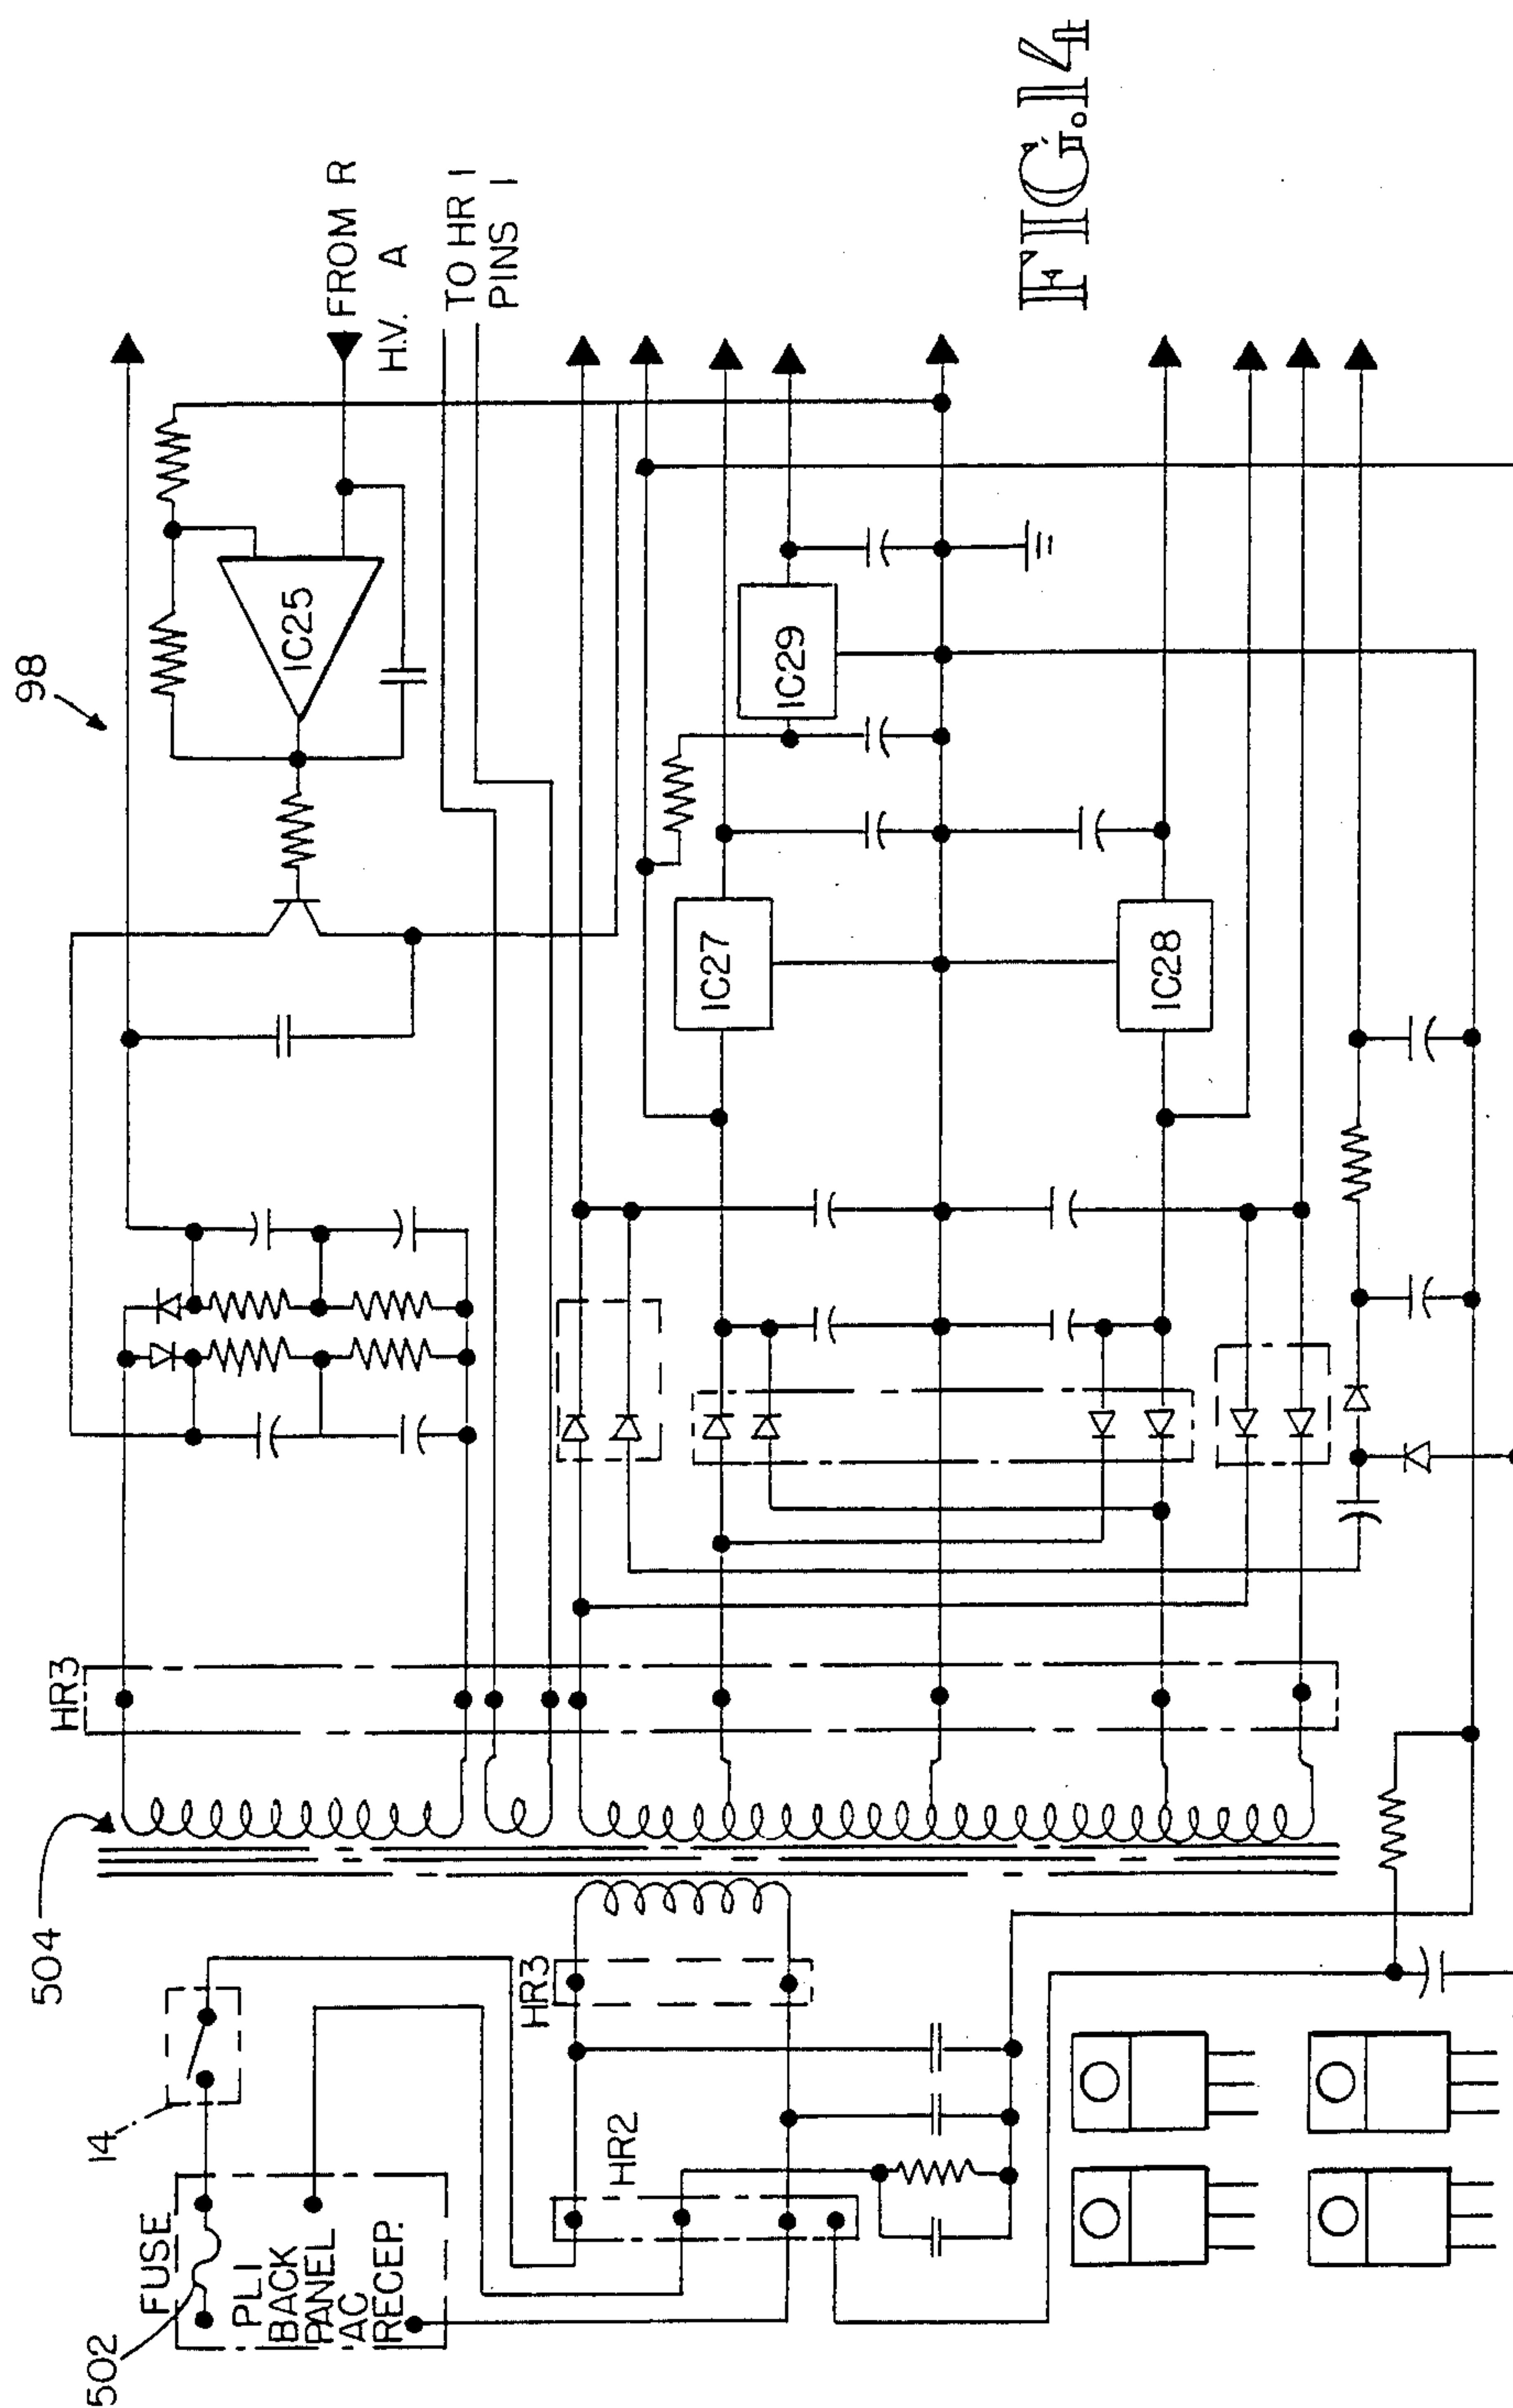 98
504
HR3
14
FUSE
502
PLI
BACK
PANEL
AC
RECEP.
HR2
HR3
IC25
FROM R
H.V. A
TO HR I
PINS I
IC27
IC29
IC28
FIG.14